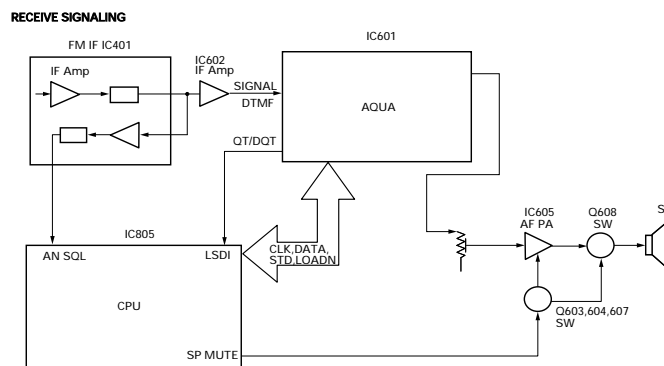 RECEIVE SIGNALING
FM IF IC401
IF Amp
IC602
IF Amp
SIGNAL
DTMF
QT/DQT
IC601
AQUA
IC805
AN SQL
LSDI
CLK,DATA,
STD,LOADN
CPU
SP MUTE
IC605
AF PA
Q608
SW
Q603,604,607
SW